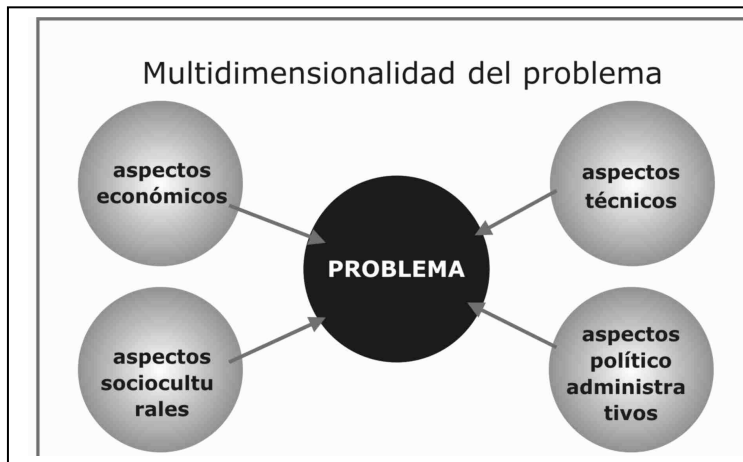 Multidimensionalidad del problema
aspectos
económicos
aspectos
técnicos
PROBLEMA
aspectos
sociocultu
rales
aspectos
político
administra
tivos